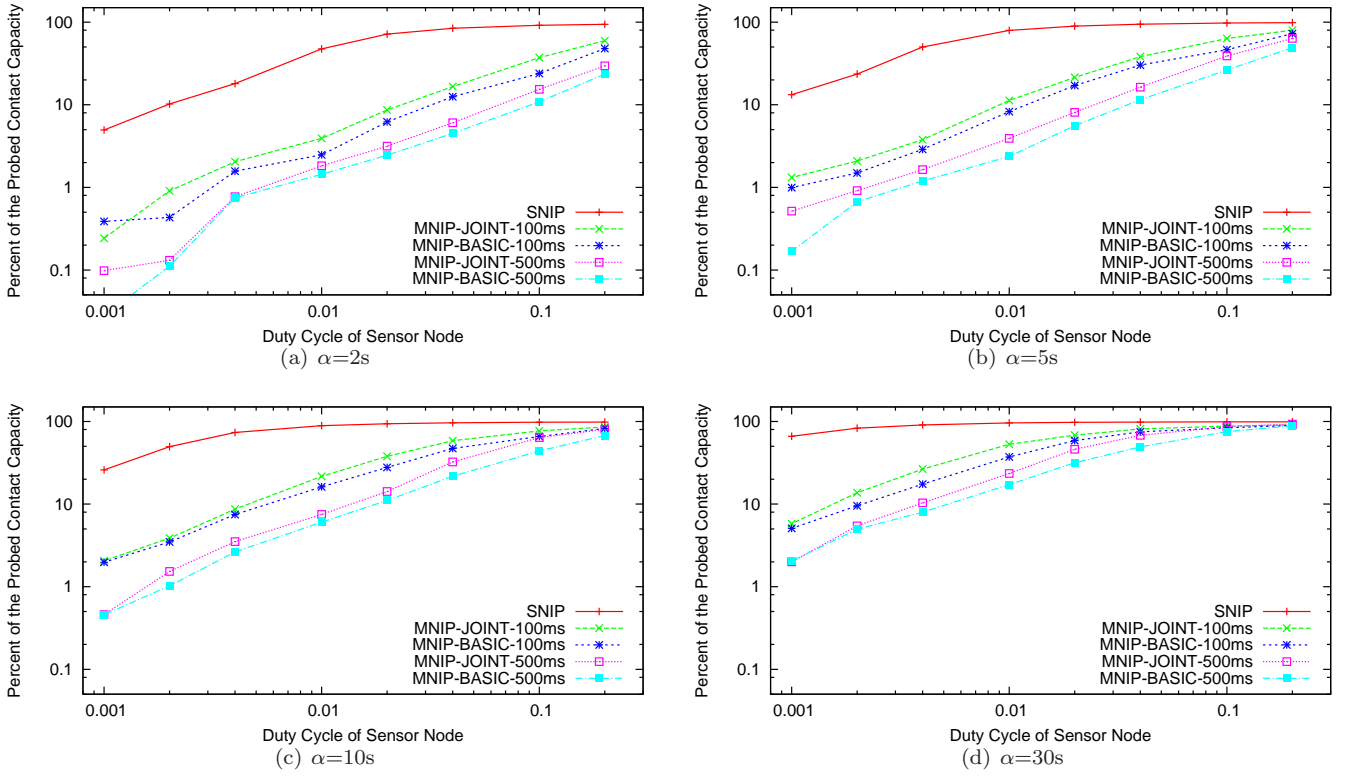 Percent of the Probed Contact Capacity
100
10
1
0.1
0.001
0.01
0.1
Duty Cycle of Sensor Node
SNIP
MNIP-JOINT-100ms
MNIP-BASIC-100ms
MNIP-JOINT-500ms
MNIP-BASIC-500ms
(a) α=2s
Percent of the Probed Contact Capacity
100
10
1
0.1
0.001
0.01
0.1
Duty Cycle of Sensor Node
SNIP
MNIP-JOINT-100ms
MNIP-BASIC-100ms
MNIP-JOINT-500ms
MNIP-BASIC-500ms
(b) α=5s
Percent of the Probed Contact Capacity
100
10
1
0.1
0.001
0.01
0.1
Duty Cycle of Sensor Node
SNIP
MNIP-JOINT-100ms
MNIP-BASIC-100ms
MNIP-JOINT-500ms
MNIP-BASIC-500ms
(c) α=10s
Percent of the Probed Contact Capacity
100
10
1
0.1
0.001
0.01
0.1
Duty Cycle of Sensor Node
SNIP
MNIP-JOINT-100ms
MNIP-BASIC-100ms
MNIP-JOINT-500ms
MNIP-BASIC-500ms
(d) α=30s